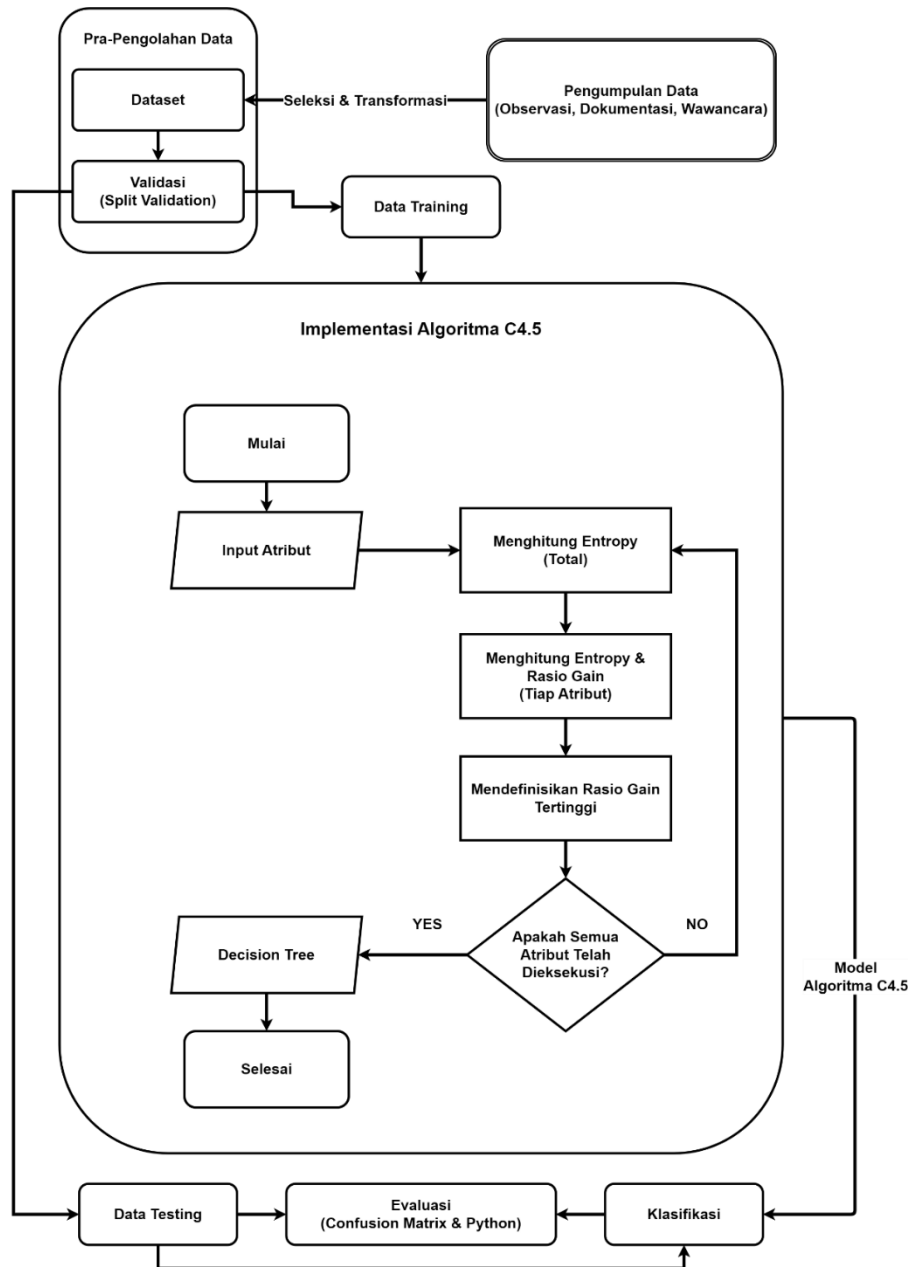 Pra-Pengolahan Data
Dataset
Seleksi & Transformasi
Pengumpulan Data
(Observasi, Dokumentasi, Wawancara)
Validasi
(Split Validation)
Data Training
Implementasi Algoritma C4.5
Mulai
Input Atribut
Menghitung Entropy
(Total)
Menghitung Entropy &
Rasio Gain
(Tiap Atribut)
Mendefinisikan Rasio Gain
Tertinggi
Apakah Semua
Atribut Telah
Dieksekusi?
YES
NO
Decision Tree
Selesai
Model
Algoritma C4.5
Data Testing
Evaluasi
(Confusion Matrix & Python)
Klasifikasi